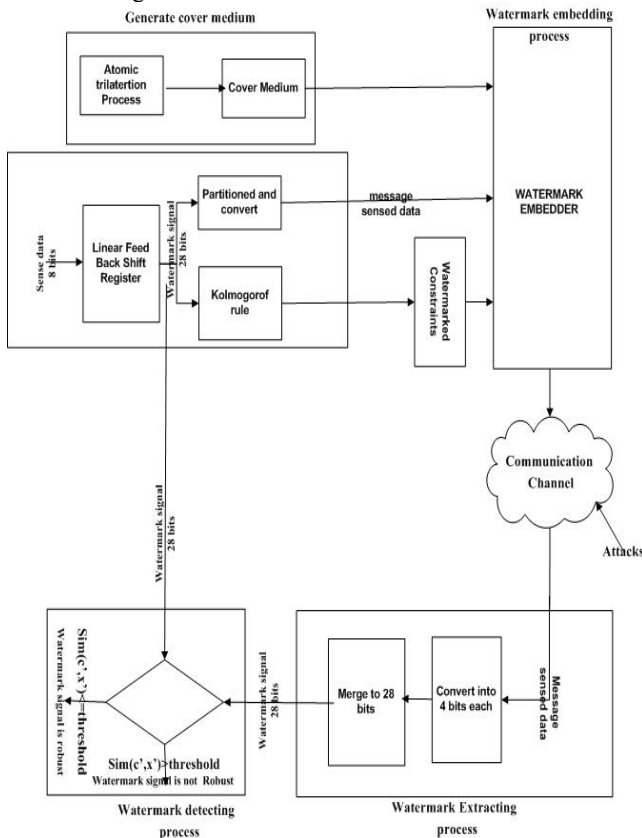 Generate cover medium
Watermark embedding
process
Atomic
trilatertion
Process
Cover Medium
Sense data
8 bits
Linear Feed
Back Shift
Register
Watermark signal
28 bits
Partitioned and
convert
message
sensed data
Kolmogorof
rule
Watermarked
Constraints
WATERMARK
EMBEDDER
Communication
Channel
Attacks
Watermark signal
28 bits
Message
sensed data
Convert into
4 bits each
Merge to 28
bits
Watermark signal
28 bits
Sim(c',x')<=threshold
Watermark signal is robust
Sim(c',x')>threshold
Watermark signal is not Robust
Watermark detecting
process
Watermark Extracting
process